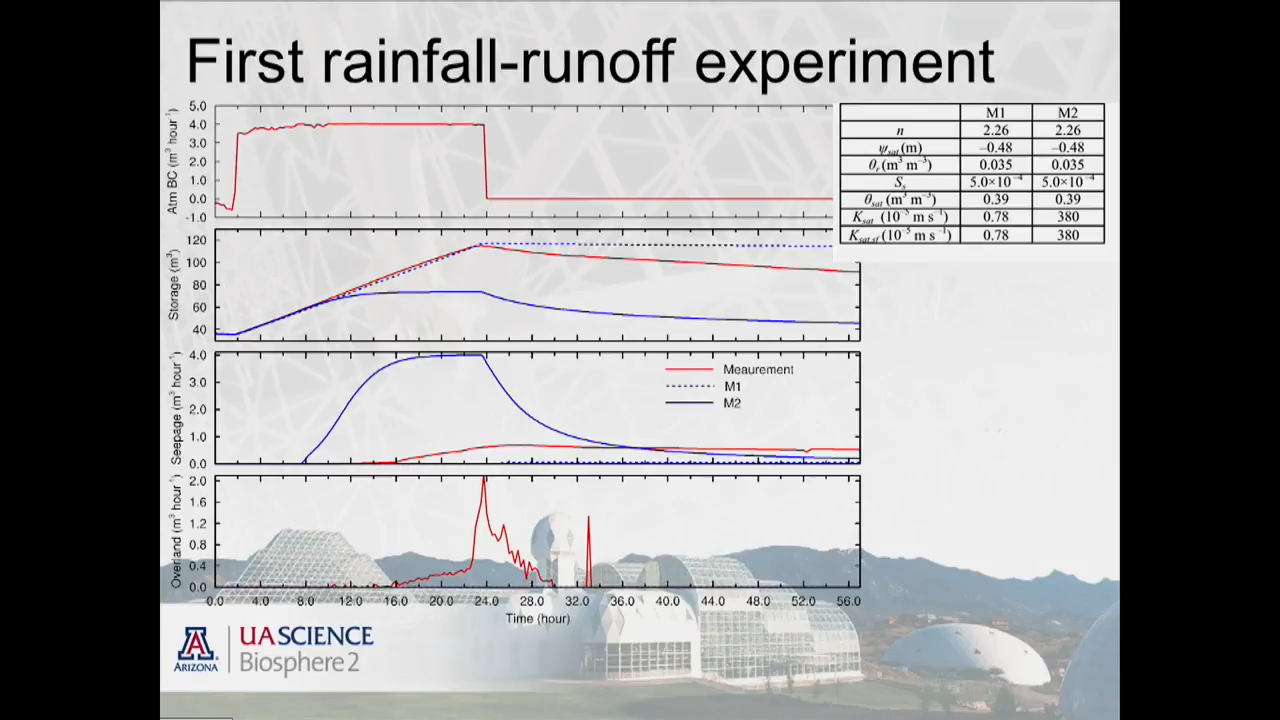 First rainfall-runoff experiment
Atm BC (m³ hour⁻¹)
5.0
4.0
3.0
2.0
1.0
0.0
-1.0
M1 M2
n 2.26 2.26
ψsat (m) –0.48 –0.48
θr (m³ m⁻³) 0.035 0.035
Ss 5.0×10⁻⁴ 5.0×10⁻⁴
θsat (m³ m⁻³) 0.39 0.39
Ksat (10⁻⁵ m s⁻¹) 0.78 380
Ksat,sf (10⁻⁵ m s⁻¹) 0.78 380
Storage (m³)
120
100
80
60
40
Seepage (m³ hour⁻¹)
4.0
3.0
2.0
1.0
0.0
Meaurement
M1
M2
Overland (m³ hour⁻¹)
2.0
1.6
1.2
0.8
0.4
0.0
0.0 4.0 8.0 12.0 16.0 20.0 24.0 28.0 32.0 36.0 40.0 44.0 48.0 52.0 56.0
Time (hour)
A
ARIZONA
UA SCIENCE
Biosphere 2